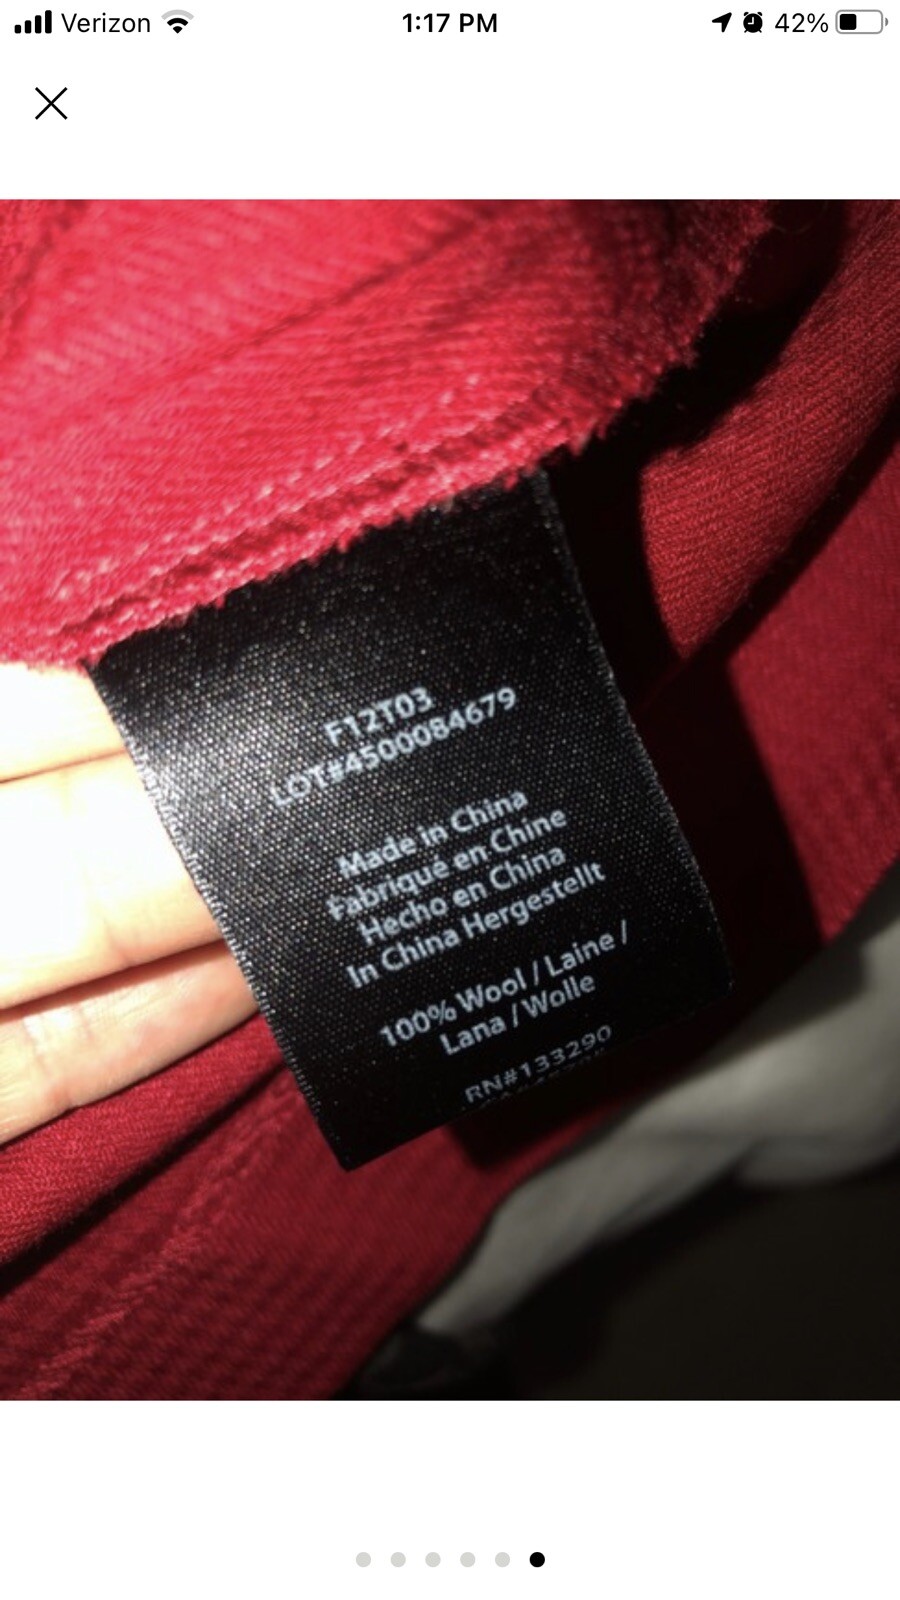 Verizon
1:17 PM
42%
F12T03
LOT#4500084679
Made in China
Fabriqué en Chine
Hecho en China
In China Hergestellt
100% Wool / Laine /
Lana / Wolle
RN#133290